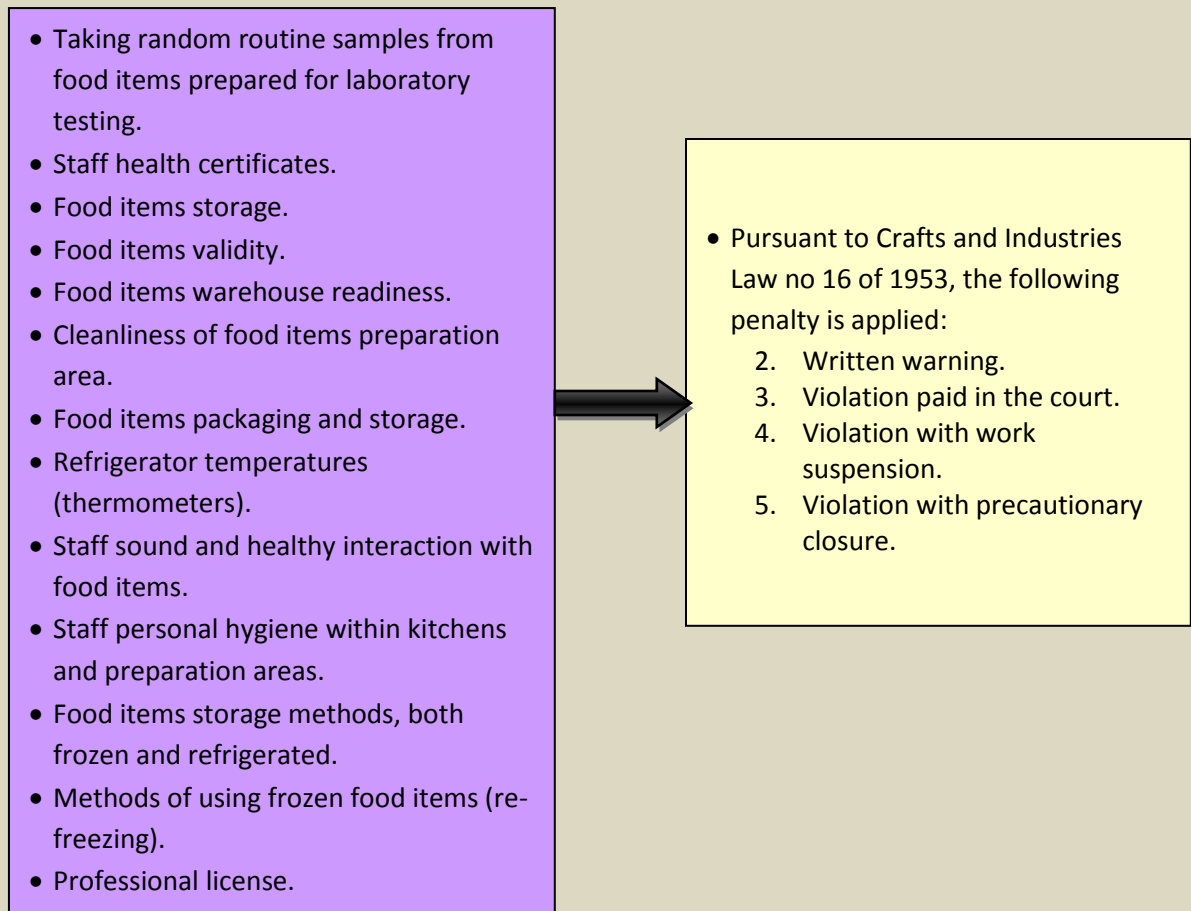 • Taking random routine samples from
food items prepared for laboratory
testing.
• Staff health certificates.
• Food items storage.
• Food items validity.
• Food items warehouse readiness.
• Cleanliness of food items preparation
area.
• Food items packaging and storage.
• Refrigerator temperatures
(thermometers).
• Staff sound and healthy interaction with
food items.
• Staff personal hygiene within kitchens
and preparation areas.
• Food items storage methods, both
frozen and refrigerated.
• Methods of using frozen food items (re-
freezing).
• Professional license.
• Pursuant to Crafts and Industries
Law no 16 of 1953, the following
penalty is applied:
2. Written warning.
3. Violation paid in the court.
4. Violation with work
suspension.
5. Violation with precautionary
closure.